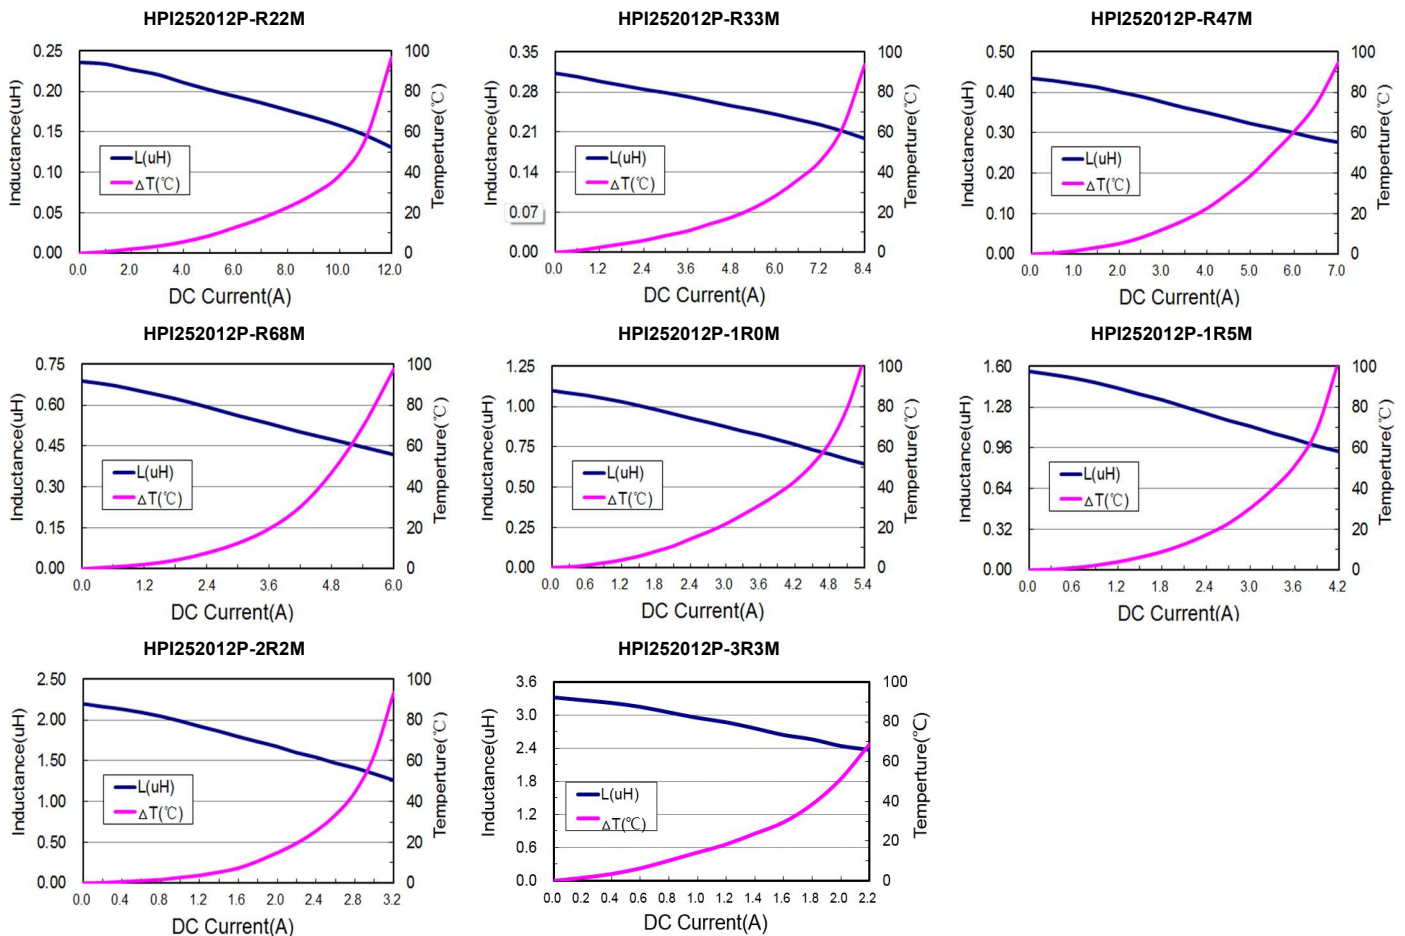 HPI252012P-R22M
0.25
0.20
0.15
0.10
0.05
0.00
Inductance(uH)
L(uH)
ΔT(℃)
100
80
60
40
20
0
Temperture(℃)
0.0 2.0 4.0 6.0 8.0 10.0 12.0
DC Current(A)
HPI252012P-R33M
0.35
0.28
0.21
0.14
0.07
0.00
Inductance(uH)
L(uH)
ΔT(℃)
100
80
60
40
20
0
Temperture(℃)
0.0 1.2 2.4 3.6 4.8 6.0 7.2 8.4
DC Current(A)
HPI252012P-R47M
0.50
0.40
0.30
0.20
0.10
0.00
Inductance(uH)
L(uH)
ΔT(℃)
100
80
60
40
20
0
Temperture(℃)
0.0 1.0 2.0 3.0 4.0 5.0 6.0 7.0
DC Current(A)
HPI252012P-R68M
0.75
0.60
0.45
0.30
0.15
0.00
Inductance(uH)
L(uH)
ΔT(℃)
100
80
60
40
20
0
Temperture(℃)
0.0 1.2 2.4 3.6 4.8 6.0
DC Current(A)
HPI252012P-1R0M
1.25
1.00
0.75
0.50
0.25
0.00
Inductance(uH)
L(uH)
ΔT(℃)
100
80
60
40
20
0
Temperture(℃)
0.0 0.6 1.2 1.8 2.4 3.0 3.6 4.2 4.8 5.4
DC Current(A)
HPI252012P-1R5M
1.60
1.28
0.96
0.64
0.32
0.00
Inductance(uH)
L(uH)
ΔT(℃)
100
80
60
40
20
0
Temperture(℃)
0.0 0.6 1.2 1.8 2.4 3.0 3.6 4.2
DC Current(A)
HPI252012P-2R2M
2.50
2.00
1.50
1.00
0.50
0.00
Inductance(uH)
L(uH)
ΔT(℃)
100
80
60
40
20
0
Temperture(℃)
0.0 0.4 0.8 1.2 1.6 2.0 2.4 2.8 3.2
DC Current(A)
HPI252012P-3R3M
3.6
3.0
2.4
1.8
1.2
0.6
0.0
Inductance(uH)
L(uH)
ΔT(℃)
100
80
60
40
20
0
Temperture(℃)
0.0 0.2 0.4 0.6 0.8 1.0 1.2 1.4 1.6 1.8 2.0 2.2
DC Current(A)